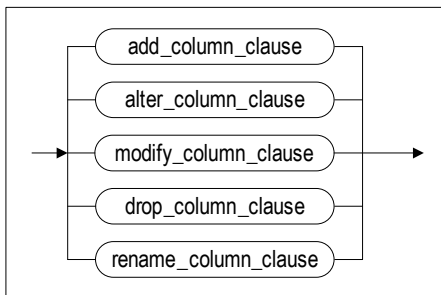 add_column_clause
alter_column_clause
modify_column_clause
drop_column_clause
rename_column_clause